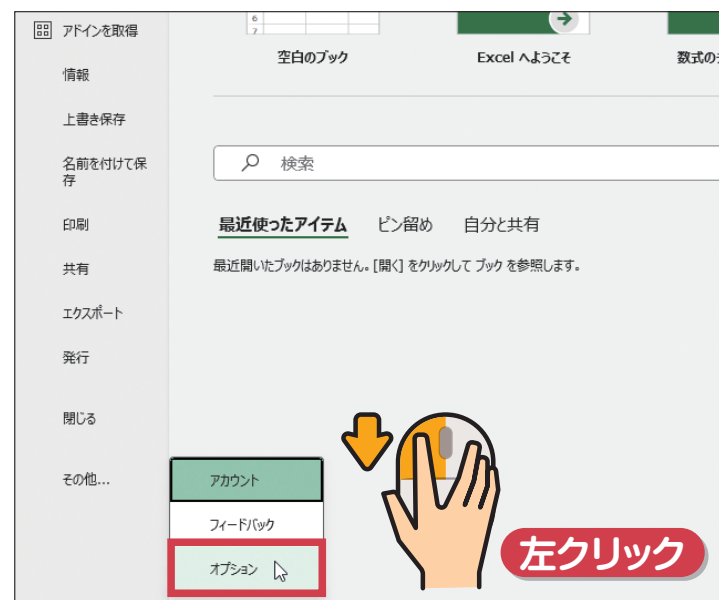 アドインを取得
情報
上書き保存
名前を付けて保
存
印刷
共有
エクスポート
発行
閉じる
その他...
6
7
空白のブック
Excel へようこそ
数式の
検索
最近使ったアイテム
ピン留め
自分と共有
最近開いたブックはありません。[開く] をクリックして ブック を参照します。
アカウント
フィードバック
オプション
左クリック